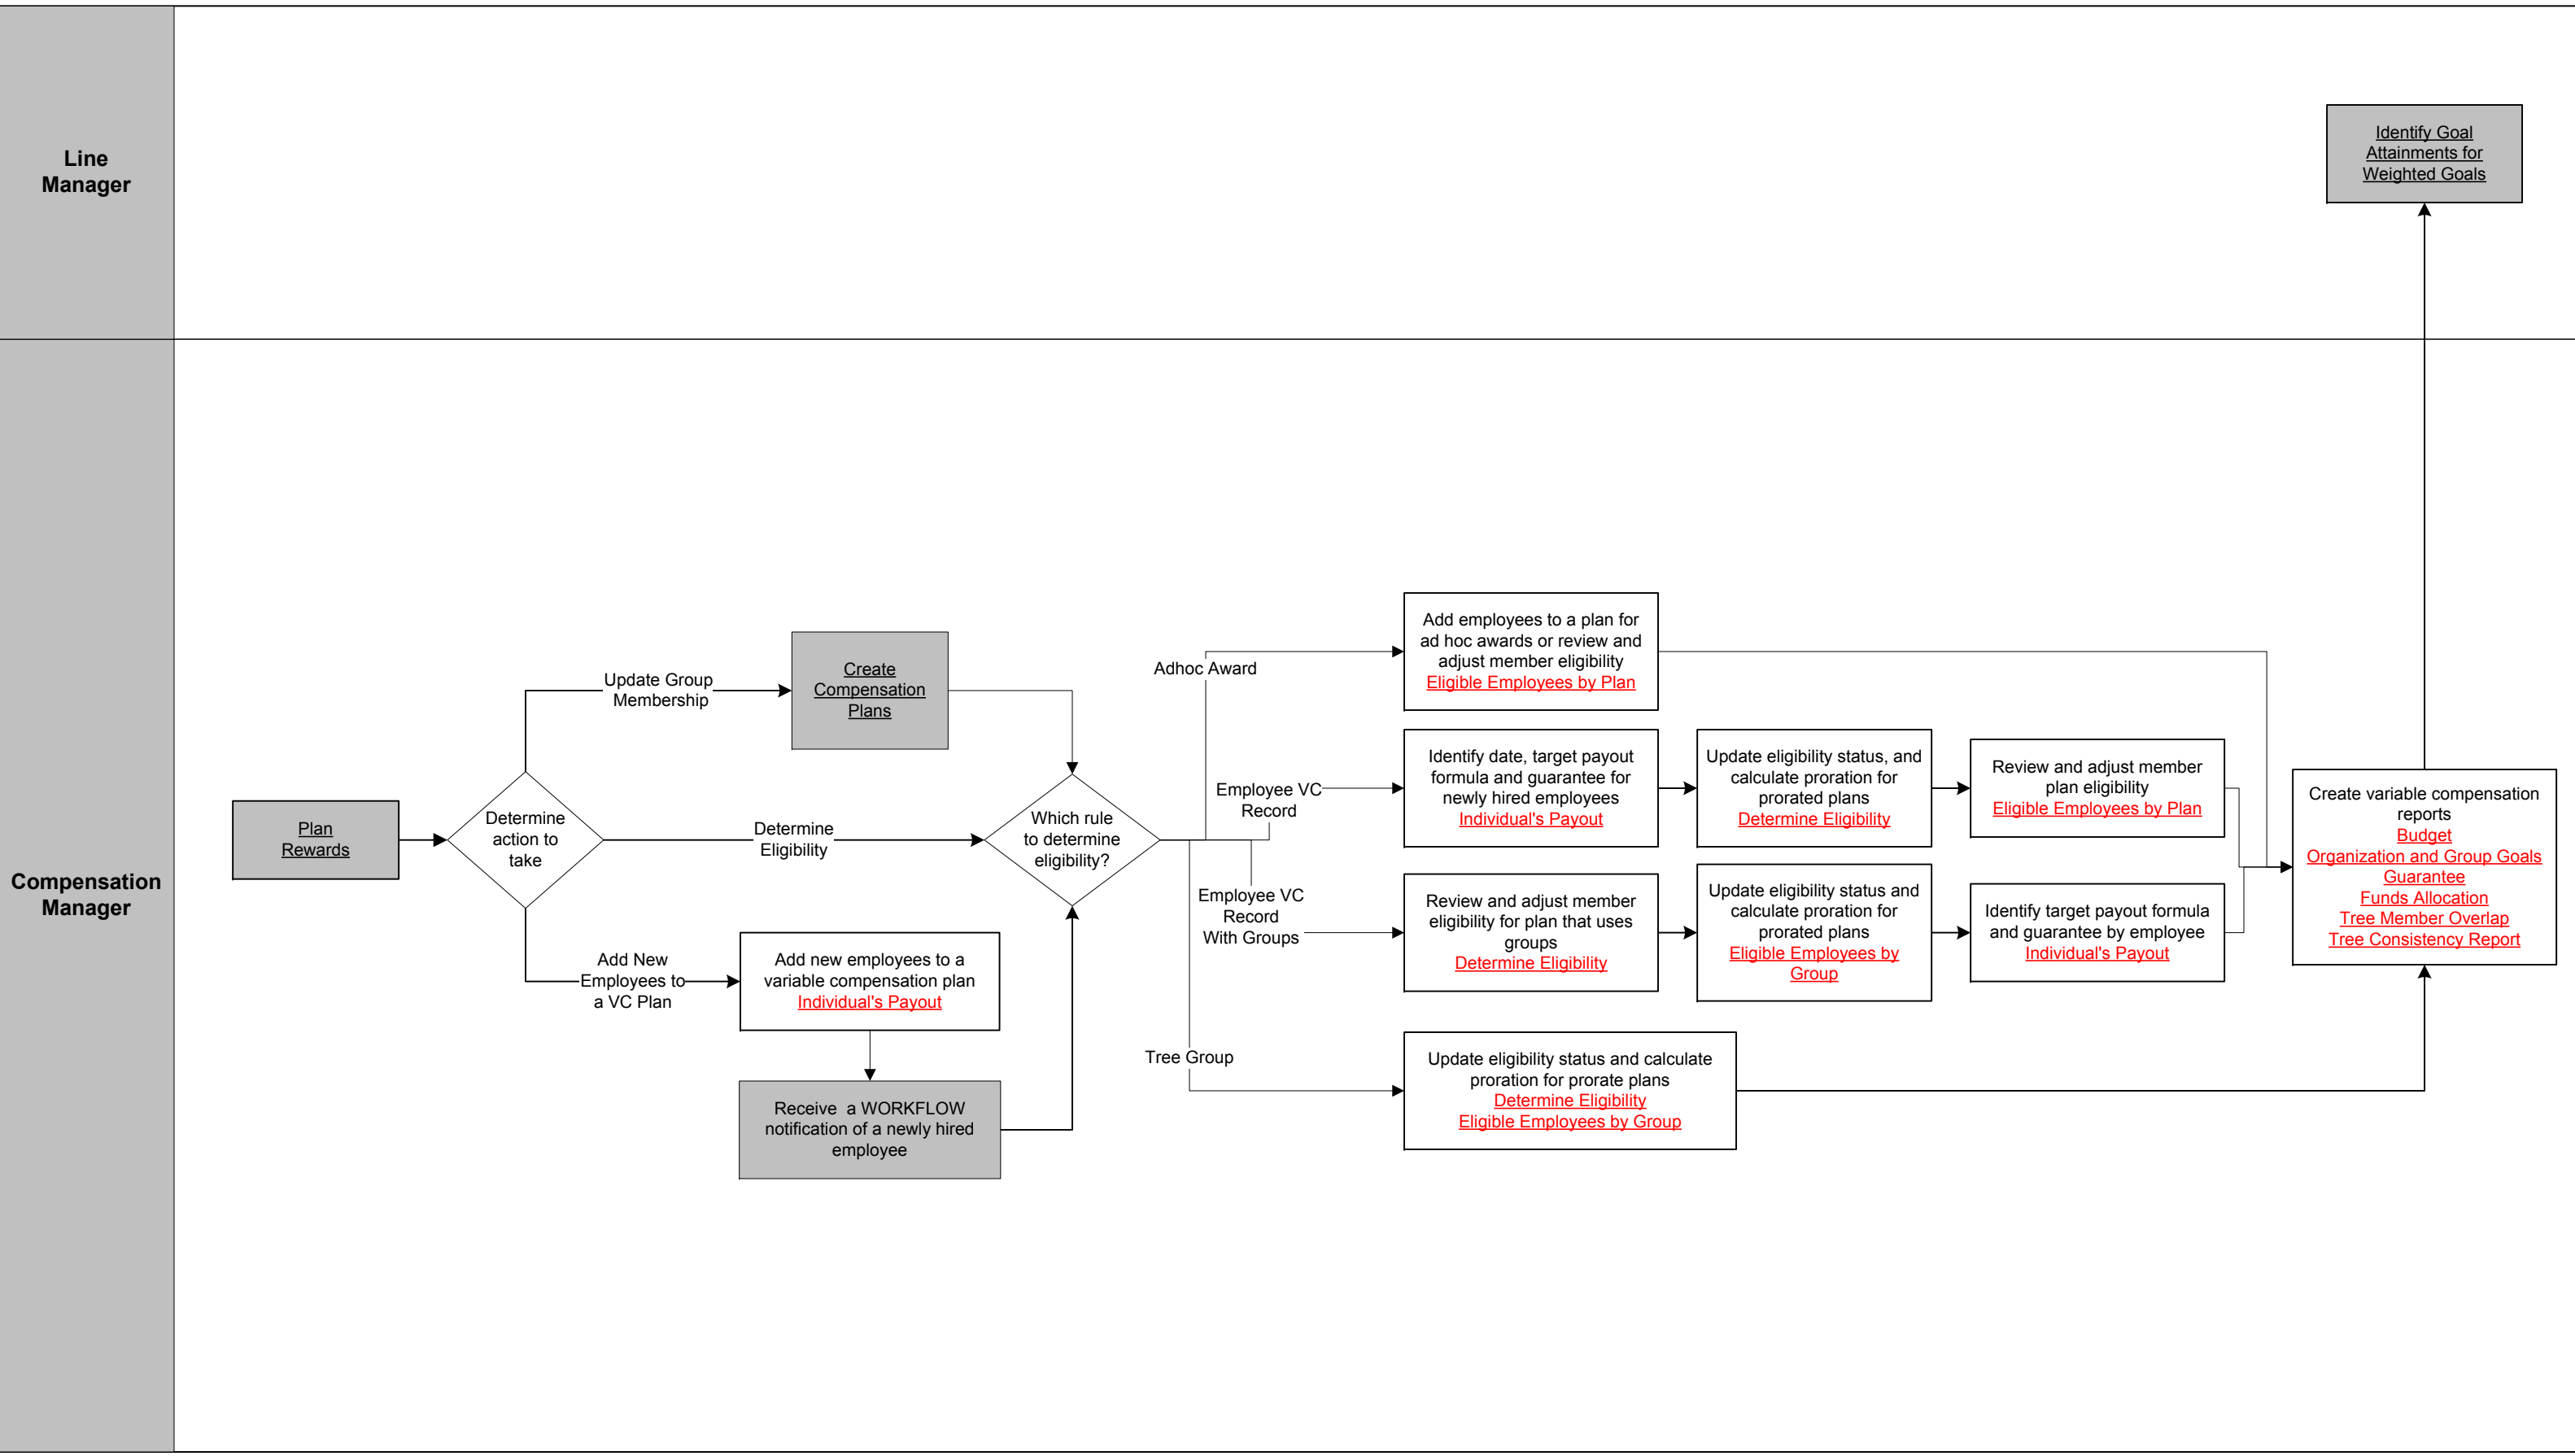 Line
Manager
Identify Goal
Attainments for
Weighted Goals
Compensation
Manager
Plan
Rewards
Determine
action to
take
Update Group
Membership
Create
Compensation
Plans
Determine
Eligibility
Add New
Employees to
a VC Plan
Add new employees to a
variable compensation plan
Individual's Payout
Receive  a WORKFLOW
notification of a newly hired
employee
Which rule
to determine
eligibility?
Adhoc Award
Add employees to a plan for
ad hoc awards or review and
adjust member eligibility
Eligible Employees by Plan
Employee VC
Record
Identify date, target payout
formula and guarantee for
newly hired employees
Individual's Payout
Update eligibility status, and
calculate proration for
prorated plans
Determine Eligibility
Review and adjust member
plan eligibility
Eligible Employees by Plan
Employee VC
Record
With Groups
Review and adjust member
eligibility for plan that uses
groups
Determine Eligibility
Update eligibility status and
calculate proration for
prorated plans
Eligible Employees by
Group
Identify target payout formula
and guarantee by employee
Individual's Payout
Tree Group
Update eligibility status and calculate
proration for prorate plans
Determine Eligibility
Eligible Employees by Group
Create variable compensation
reports
Budget
Organization and Group Goals
Guarantee
Funds Allocation
Tree Member Overlap
Tree Consistency Report